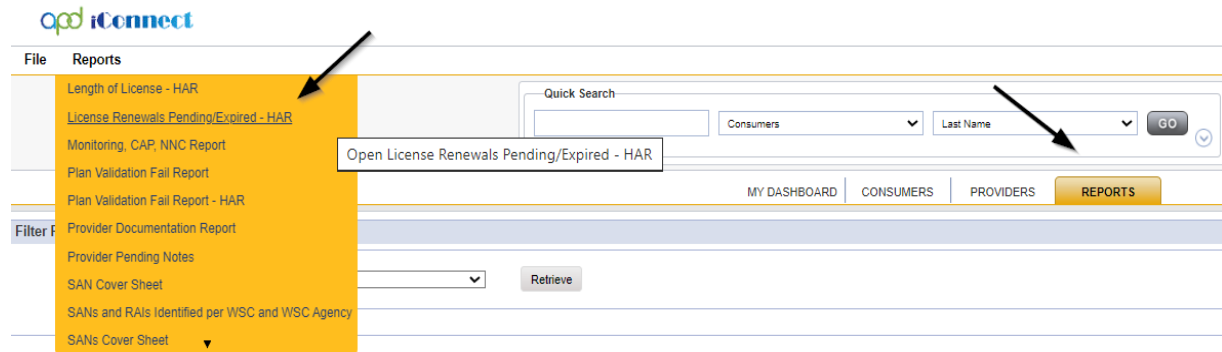 apd iConnect
File Reports
Length of License - HAR
License Renewals Pending/Expired - HAR
Monitoring, CAP, NNC Report
Plan Validation Fail Report
Plan Validation Fail Report - HAR
Provider Documentation Report
Provider Pending Notes
SAN Cover Sheet
SANs and RAIs Identified per WSC and WSC Agency
SANs Cover Sheet
Quick Search
Consumers Last Name GO
Open License Renewals Pending/Expired - HAR
MY DASHBOARD CONSUMERS PROVIDERS REPORTS
Filter
Retrieve